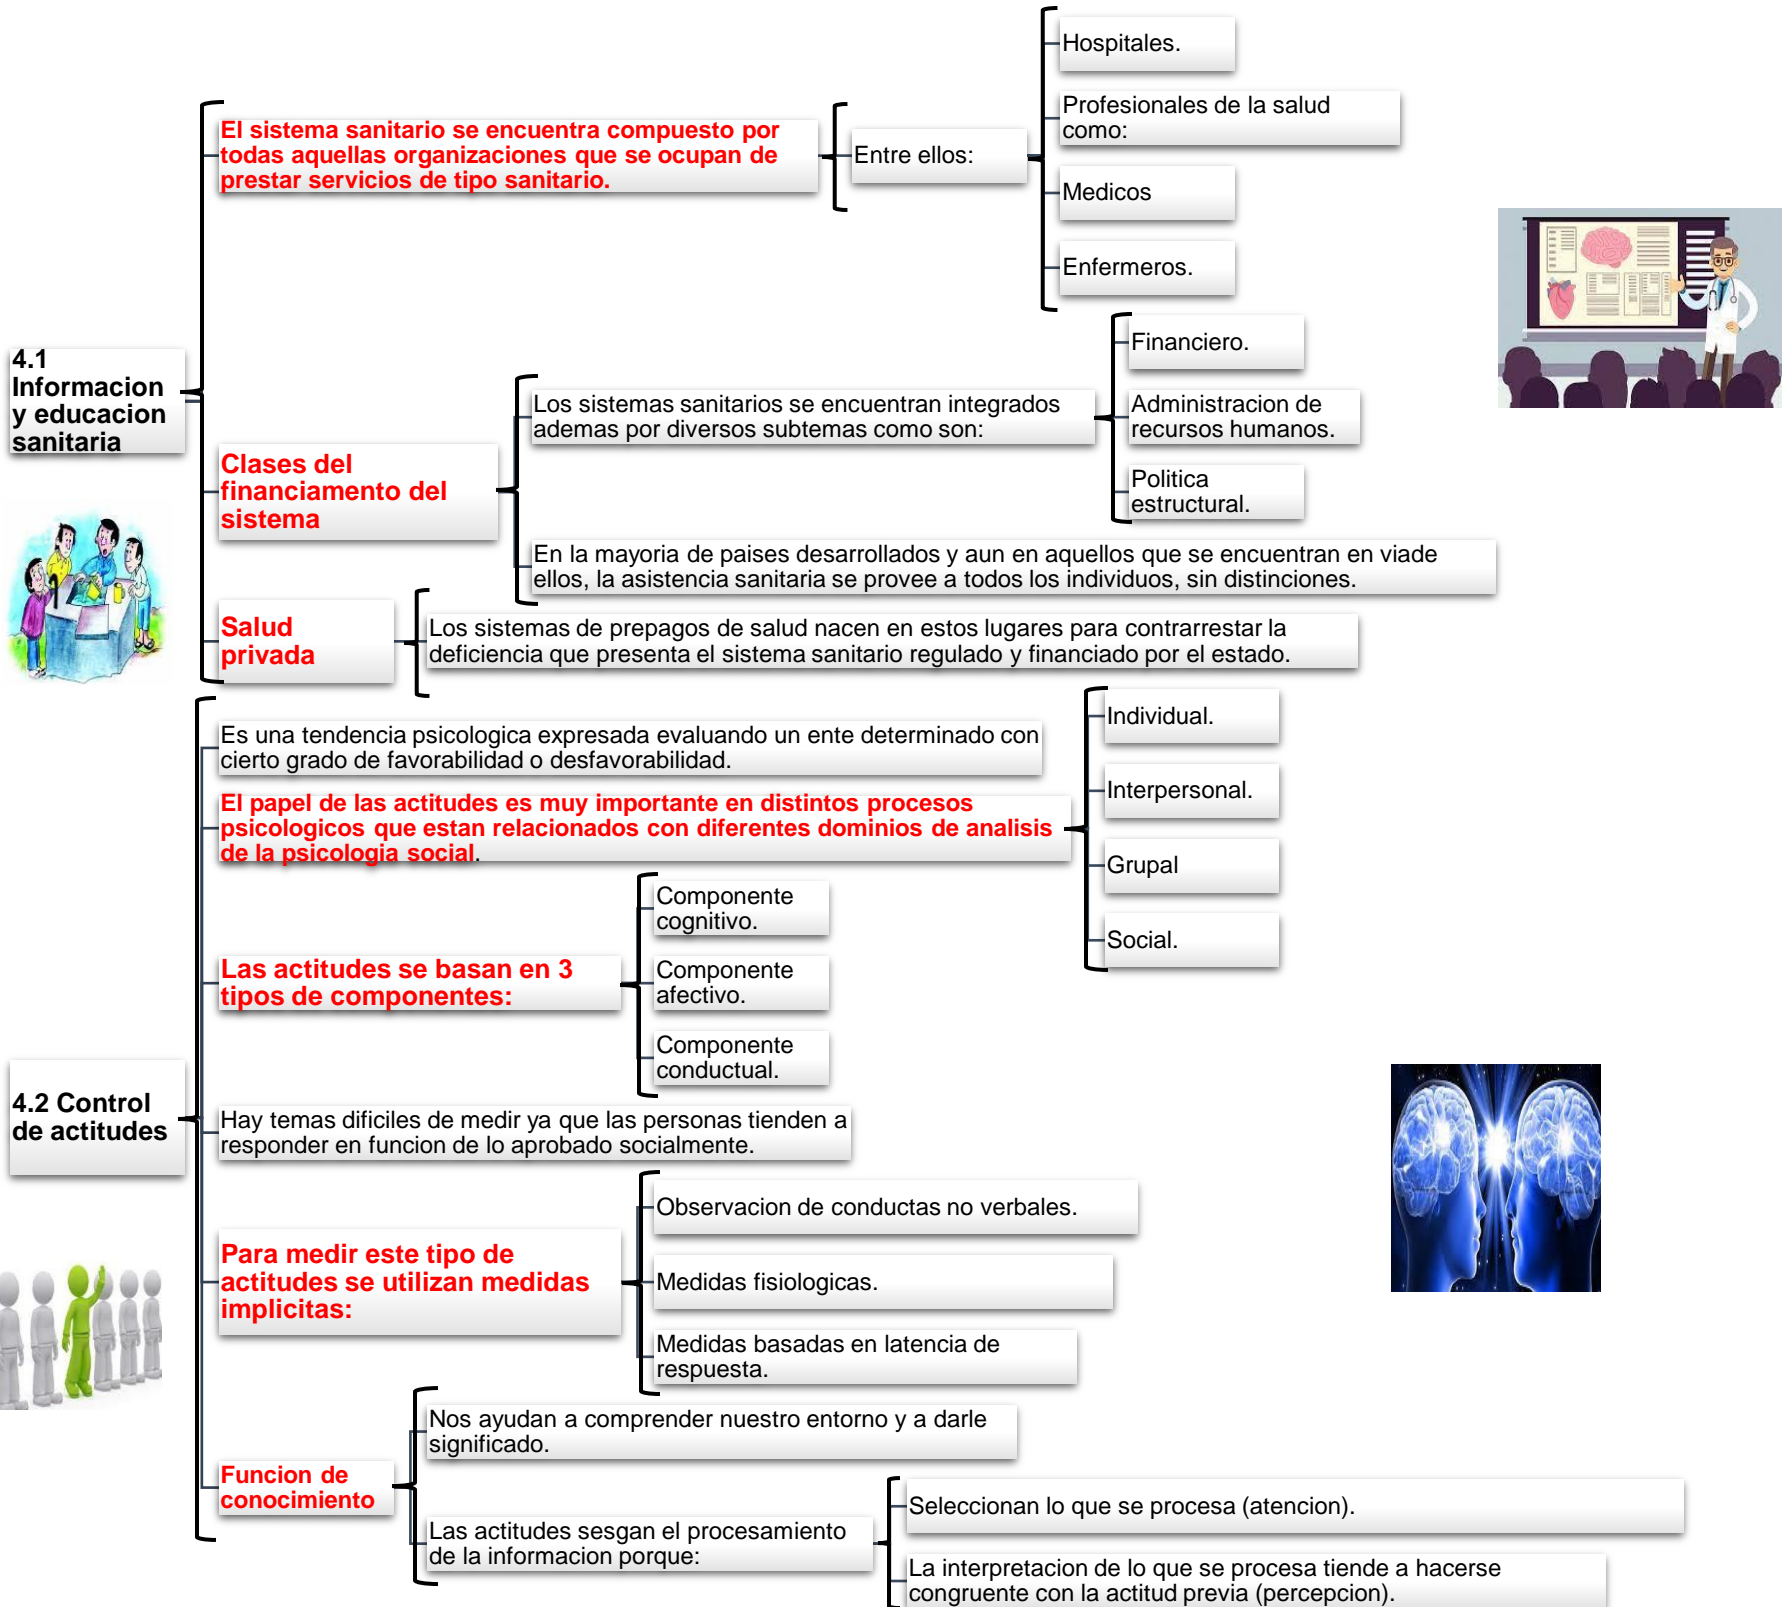 4.1
Informacion
y educacion
sanitaria
El sistema sanitario se encuentra compuesto por
todas aquellas organizaciones que se ocupan de
prestar servicios de tipo sanitario.
Entre ellos:
Hospitales.
Profesionales de la salud
como:
Medicos
Enfermeros.
Clases del
financiamento del
sistema
Los sistemas sanitarios se encuentran integrados
ademas por diversos subtemas como son:
Financiero.
Administracion de
recursos humanos.
Politica
estructural.
En la mayoria de paises desarrollados y aun en aquellos que se encuentran en viade
ellos, la asistencia sanitaria se provee a todos los individuos, sin distinciones.
Salud
privada
Los sistemas de prepagos de salud nacen en estos lugares para contrarrestar la
deficiencia que presenta el sistema sanitario regulado y financiado por el estado.
4.2 Control
de actitudes
Es una tendencia psicologica expresada evaluando un ente determinado con
cierto grado de favorabilidad o desfavorabilidad.
El papel de las actitudes es muy importante en distintos procesos
psicologicos que estan relacionados con diferentes dominios de analisis
de la psicologia social.
Individual.
Interpersonal.
Grupal
Social.
Las actitudes se basan en 3
tipos de componentes:
Componente
cognitivo.
Componente
afectivo.
Componente
conductual.
Hay temas dificiles de medir ya que las personas tienden a
responder en funcion de lo aprobado socialmente.
Para medir este tipo de
actitudes se utilizan medidas
implicitas:
Observacion de conductas no verbales.
Medidas fisiologicas.
Medidas basadas en latencia de
respuesta.
Funcion de
conocimiento
Nos ayudan a comprender nuestro entorno y a darle
significado.
Las actitudes sesgan el procesamiento
de la informacion porque:
Seleccionan lo que se procesa (atencion).
La interpretacion de lo que se procesa tiende a hacerse
congruente con la actitud previa (percepcion).